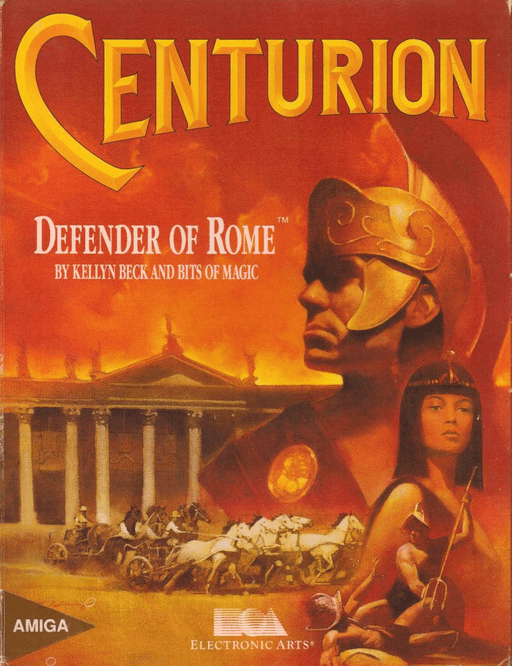 CENTURION
DEFENDER OF ROME™
BY KELLYN BECK AND BITS OF MAGIC
AMIGA
ELECTRONIC ARTS®